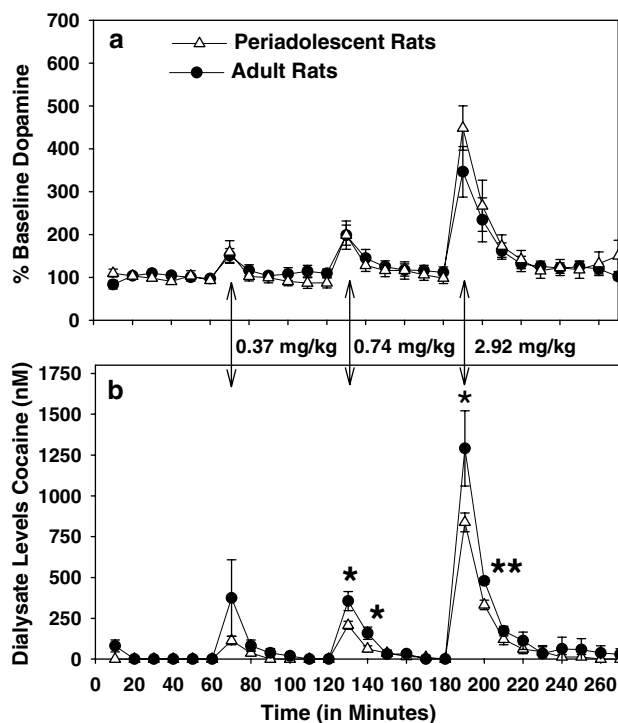 a
Periadolescent Rats
Adult Rats
% Baseline Dopamine
700
600
500
400
300
200
100
0
0.37 mg/kg
0.74 mg/kg
2.92 mg/kg
b
Dialysate Levels Cocaine (nM)
1750
1500
1250
1000
750
500
250
0
*
*
*
**
0 20 40 60 80 100 120 140 160 180 200 220 240 260
Time (in Minutes)